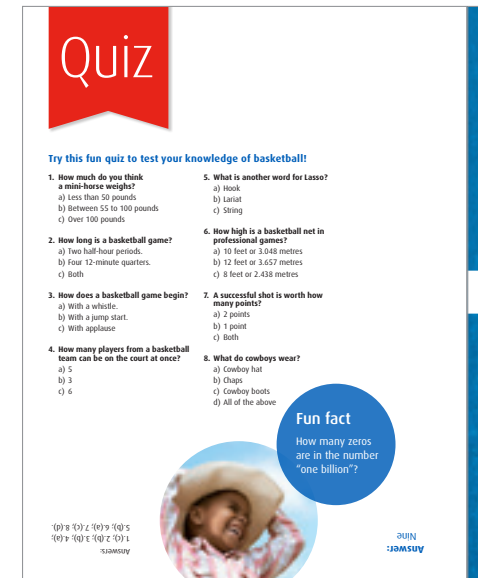 Quiz
Try this fun quiz to test your knowledge of basketball!
1. How much do you think
a mini-horse weighs?
a) Less than 50 pounds
b) Between 55 to 100 pounds
c) Over 100 pounds
2. How long is a basketball game?
a) Two half-hour periods.
b) Four 12-minute quarters.
c) Both
3. How does a basketball game begin?
a) With a whistle.
b) With a jump start.
c) With applause
4. How many players from a basketball
team can be on the court at once?
a) 5
b) 3
c) 6
5. What is another word for Lasso?
a) Hook
b) Lariat
c) String
6. How high is a basketball net in
professional games?
a) 10 feet or 3.048 metres
b) 12 feet or 3.657 metres
c) 8 feet or 2.438 metres
7. A successful shot is worth how
many points?
a) 2 points
b) 1 point
c) Both
8. What do cowboys wear?
a) Cowboy hat
b) Chaps
c) Cowboy boots
d) All of the above
Fun fact
How many zeros
are in the number
“one billion”?
Answers:
1.(c); 2.(b); 3.(b); 4.(a);
5.(b); 6.(a); 7.(c); 8.(d).
Answer:
Nine